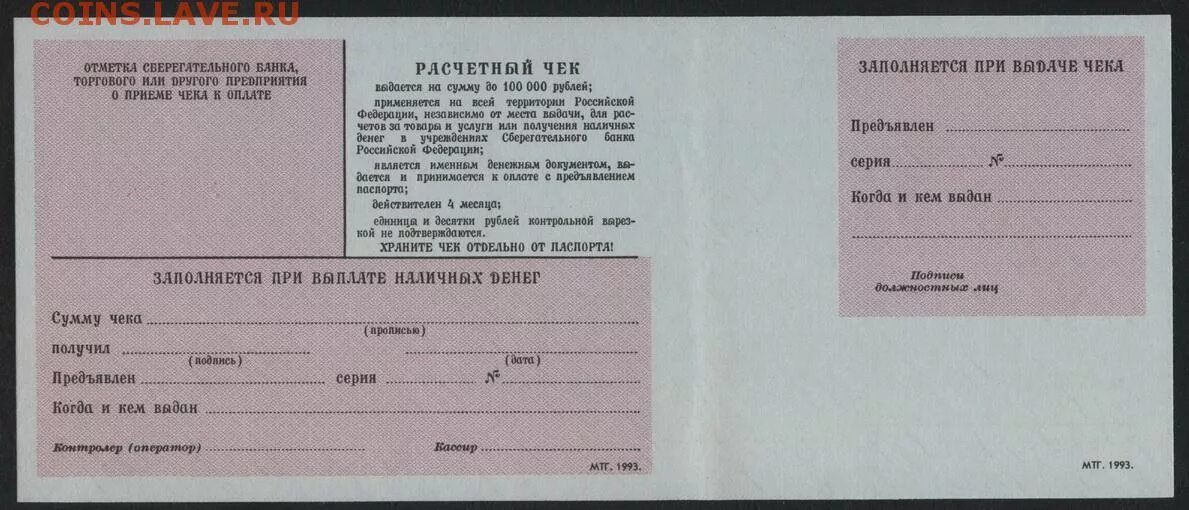 COINS.LAVE.RU
ОТМЕТКА СБЕРЕГАТЕЛЬНОГО БАНКА,
ТОРГОВОГО ИЛИ ДРУГОГО ПРЕДПРИЯТИЯ
О ПРИЕМЕ ЧЕКА К ОПЛАТЕ
РАСЧЕТНЫЙ ЧЕК
выдается на сумму до 100 000 рублей;
применяется на всей территории Российской
Федерации, независимо от места выдачи, для рас-
четов за товары и услуги или получения наличных
денег в учреждениях Сберегательного банка
Российской Федерации;
является именным денежным документом, вы-
дается и принимается к оплате с предъявлением
паспорта;
действителен 4 месяца;
единицы и десятки рублей контрольной вырез-
кой не подтверждаются.
ХРАНИТЕ ЧЕК ОТДЕЛЬНО ОТ ПАСПОРТА!
ЗАПОЛНЯЕТСЯ ПРИ ВЫПЛАТЕ НАЛИЧНЫХ ДЕНЕГ
Сумму чека
(прописью)
получил
(подпись) (дата)
Предъявлен серия №
Когда и кем выдан
Контролер (оператор) Кассир
МТГ. 1993.
ЗАПОЛНЯЕТСЯ ПРИ ВЫДАЧЕ ЧЕКА
Предъявлен
серия №
Когда и кем выдан
Подписи
должностных лиц
МТГ. 1993.